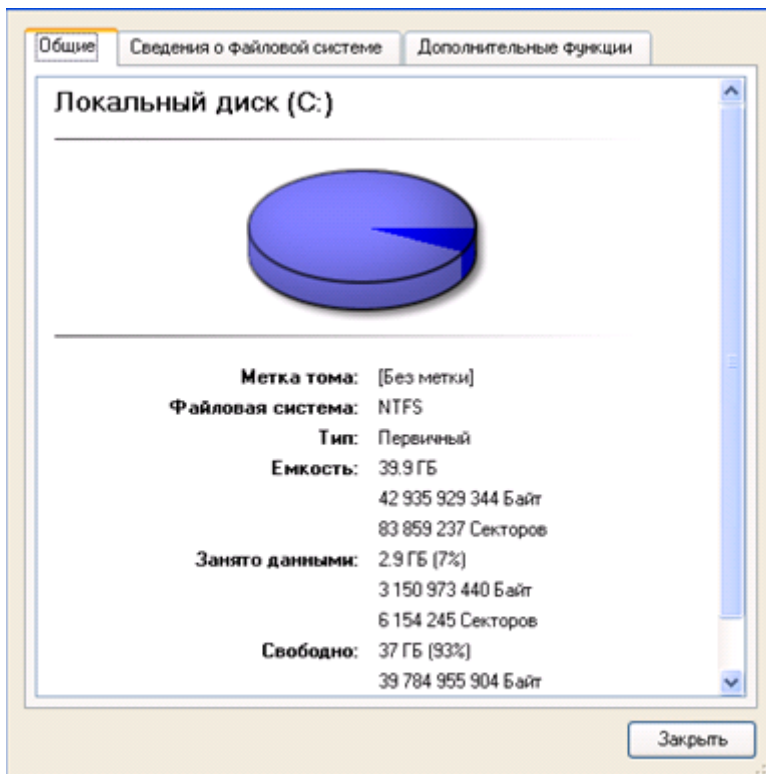 Общие Сведения о файловой системе Дополнительные функции
Локальный диск (C:)
Метка тома: [Без метки]
Файловая система: NTFS
Тип: Первичный
Емкость: 39.9 ГБ
42 935 929 344 Байт
83 859 237 Секторов
Занято данными: 2.9 ГБ (7%)
3 150 973 440 Байт
6 154 245 Секторов
Свободно: 37 ГБ (93%)
39 784 955 904 Байт
Закрыть